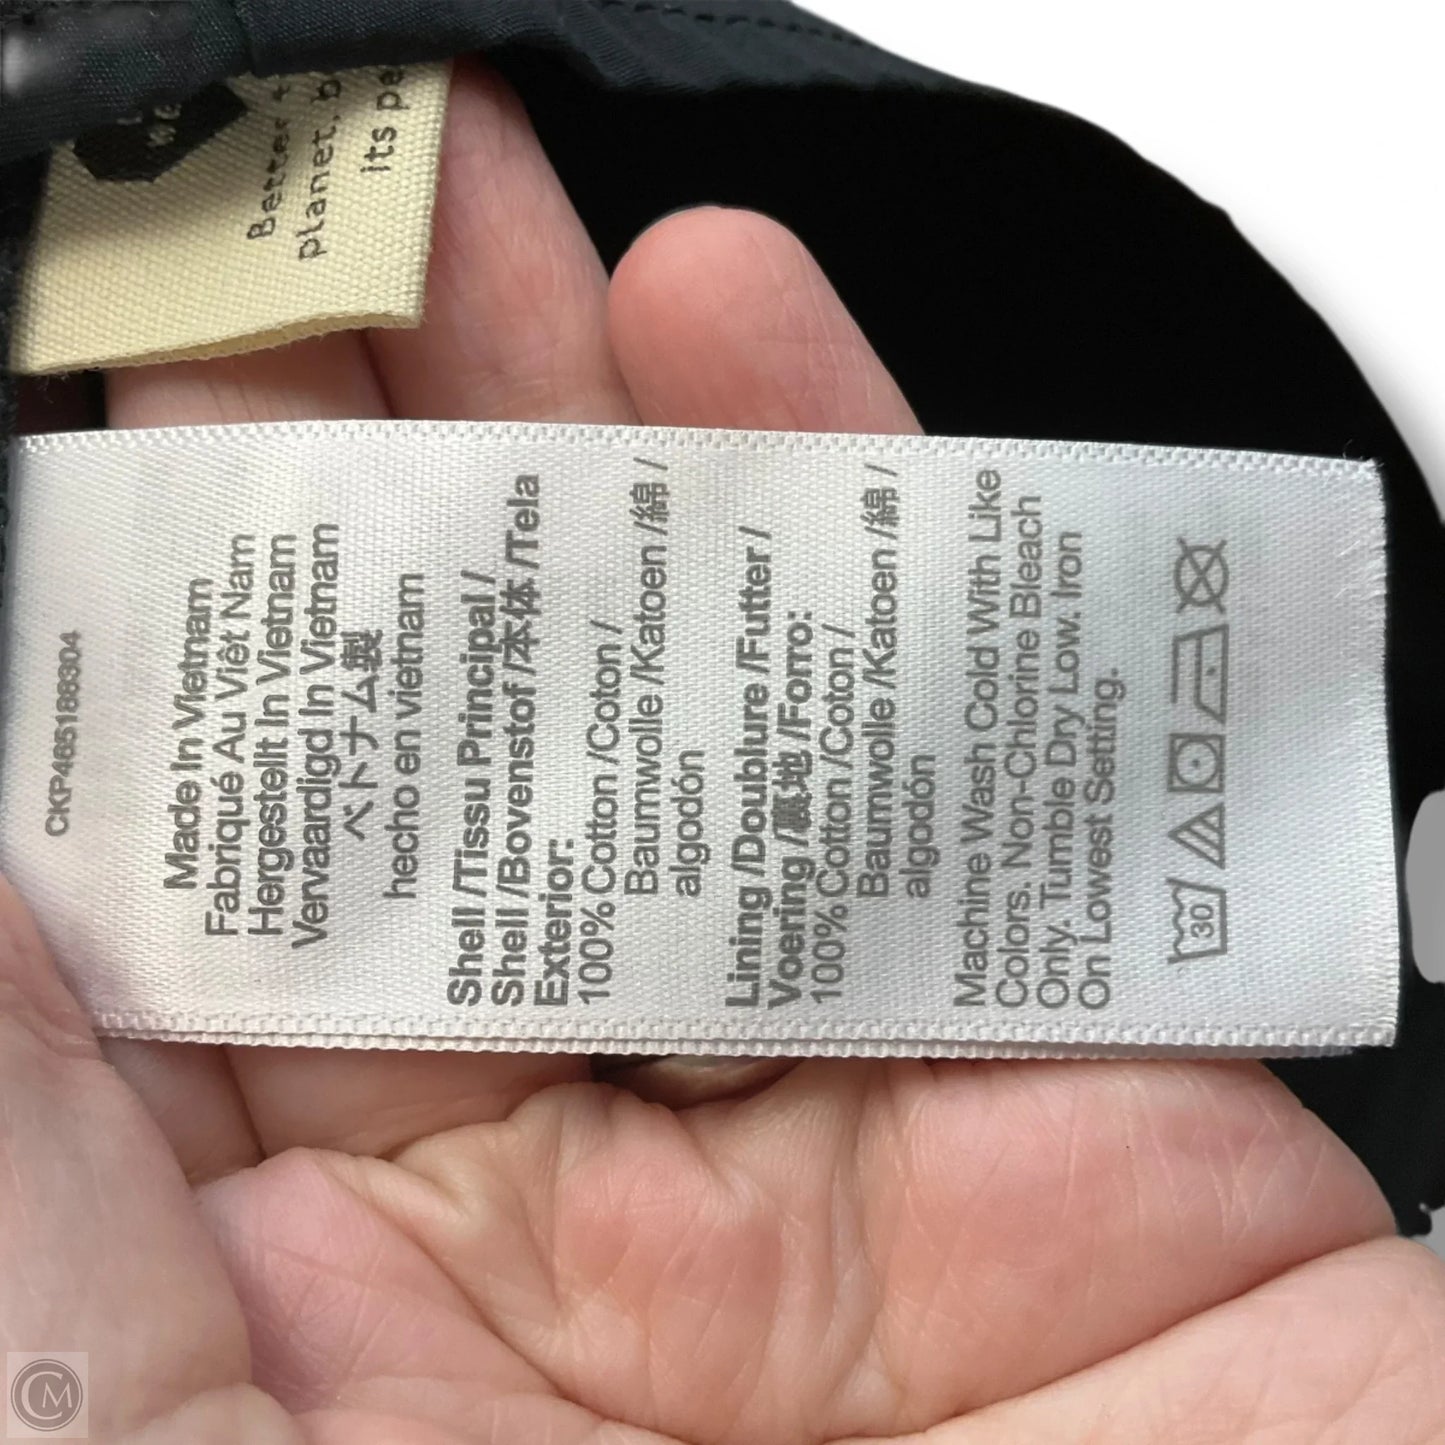 Better t
planet.b
its pe
CKP46518804
Made In Vietnam
Fabriqué Au Viêt Nam
Hergestellt In Vietnam
Vervaardigd In Vietnam
ベトナム製
hecho en vietnam
Shell /Tissu Principal /
Shell /Bovenstof /本体 /Tela
Exterior:
100% Cotton /Coton /
Baumwolle /Katoen /綿 /
algodón
Lining /Doublure /Futter /
Voering /裏地 /Forro:
100% Cotton /Coton /
Baumwolle /Katoen /綿 /
algodón
Machine Wash Cold With Like
Colors. Non-Chlorine Bleach
Only. Tumble Dry Low. Iron
On Lowest Setting.
30
CM